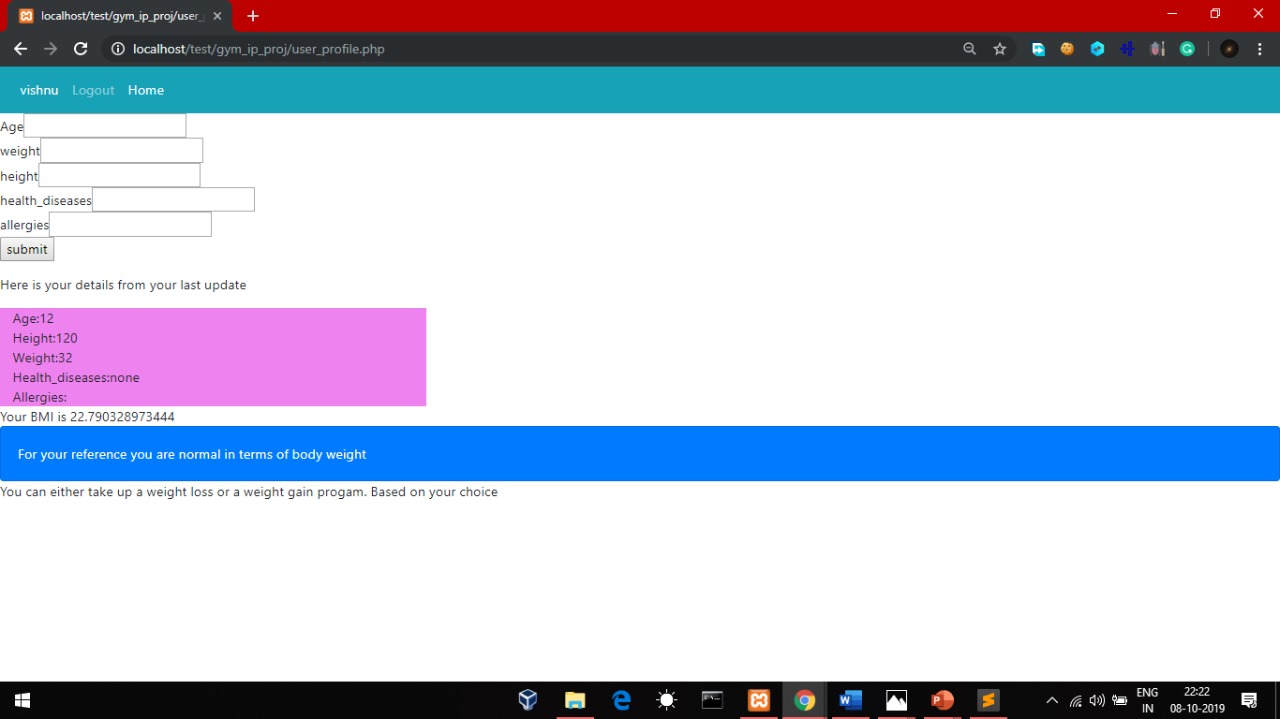 localhost/test/gym_ip_proj/user_
localhost/test/gym_ip_proj/user_profile.php
vishnu Logout Home
Age
weight
height
health_diseases
allergies
submit
Here is your details from your last update
Age:12
Height:120
Weight:32
Health_diseases:none
Allergies:
Your BMI is 22.790328973444
For your reference you are normal in terms of body weight
You can either take up a weight loss or a weight gain progam. Based on your choice
ENG 22:22
IN 08-10-2019